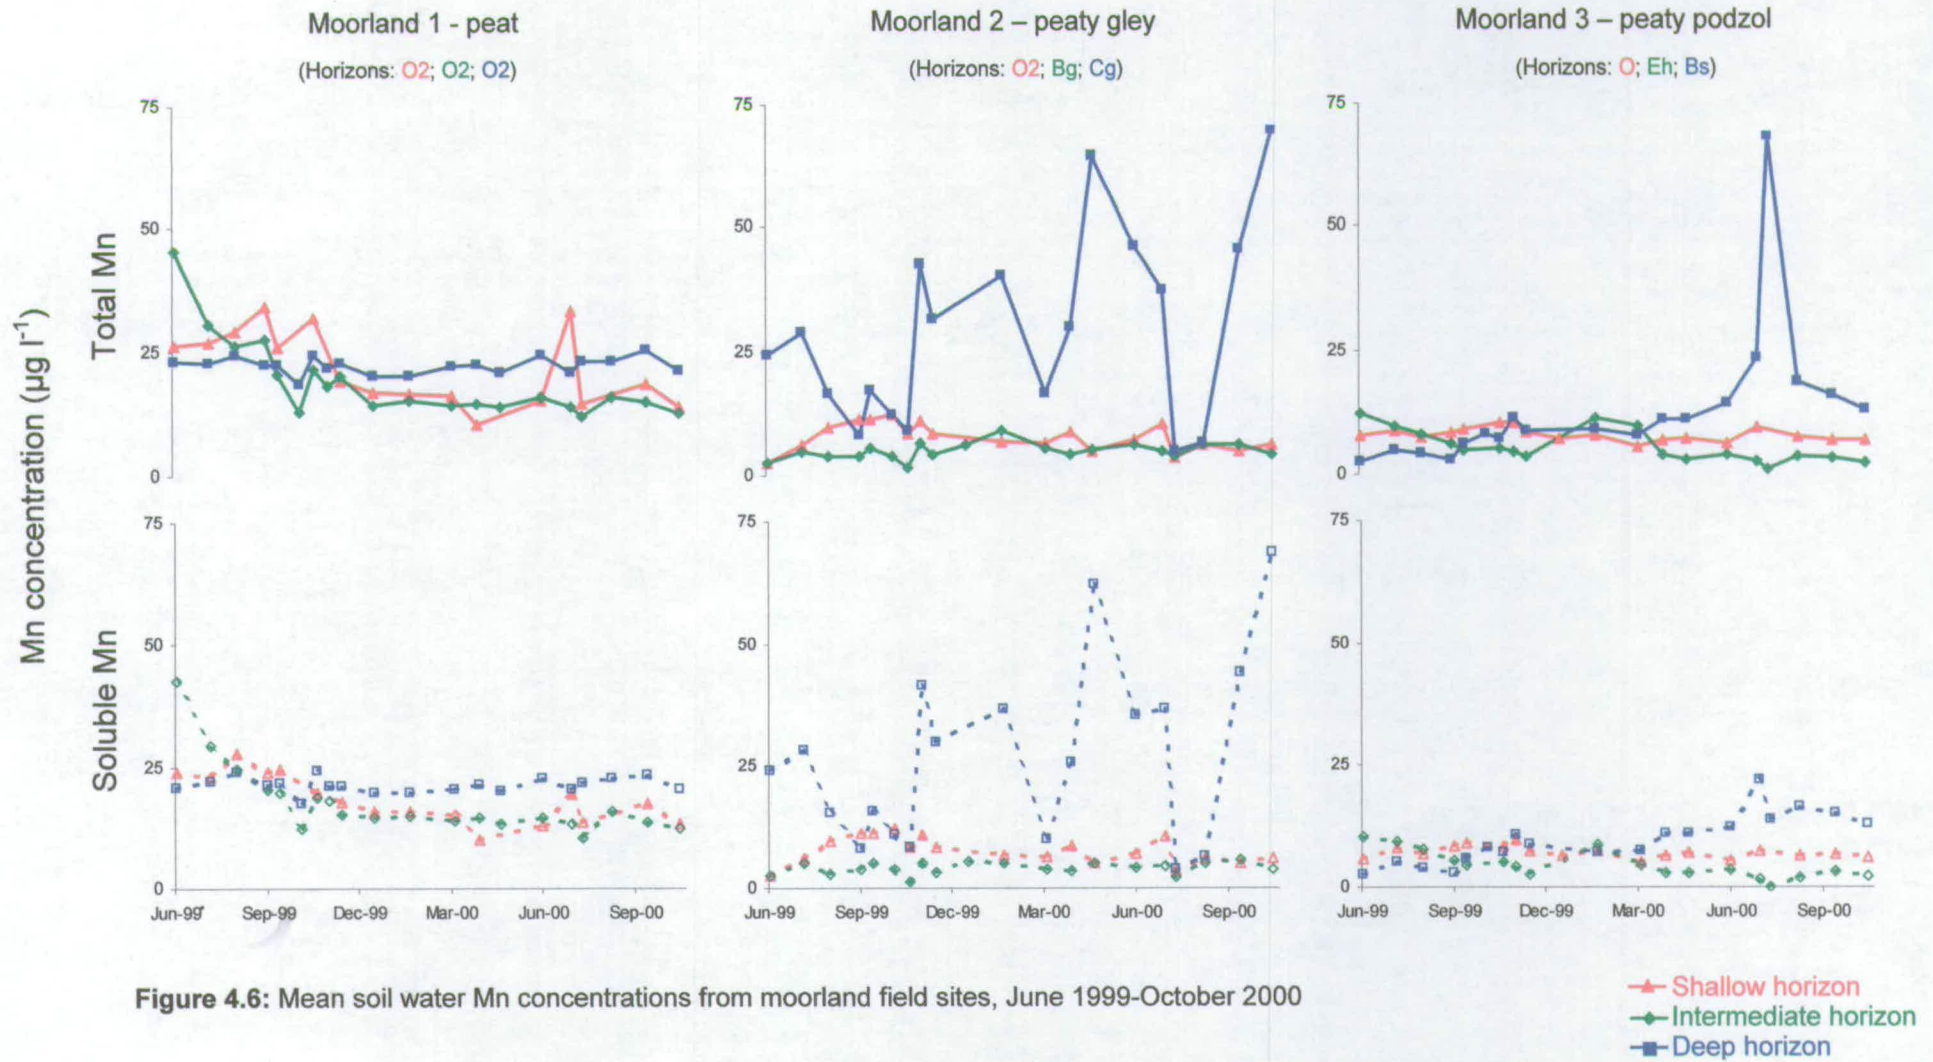 Moorland 1 - peat
(Horizons: O2; O2; O2)
Moorland 2 – peaty gley
(Horizons: O2; Bg; Cg)
Moorland 3 – peaty podzol
(Horizons: O; Eh; Bs)
Mn concentration (µg l⁻¹)
Total Mn
75
50
25
0
75
50
25
0
75
50
25
0
Soluble Mn
75
50
25
0
Jun-99 Sep-99 Dec-99 Mar-00 Jun-00 Sep-00
75
50
25
0
Jun-99 Sep-99 Dec-99 Mar-00 Jun-00 Sep-00
75
50
25
0
Jun-99 Sep-99 Dec-99 Mar-00 Jun-00 Sep-00
Figure 4.6: Mean soil water Mn concentrations from moorland field sites, June 1999-October 2000
Shallow horizon
Intermediate horizon
Deep horizon